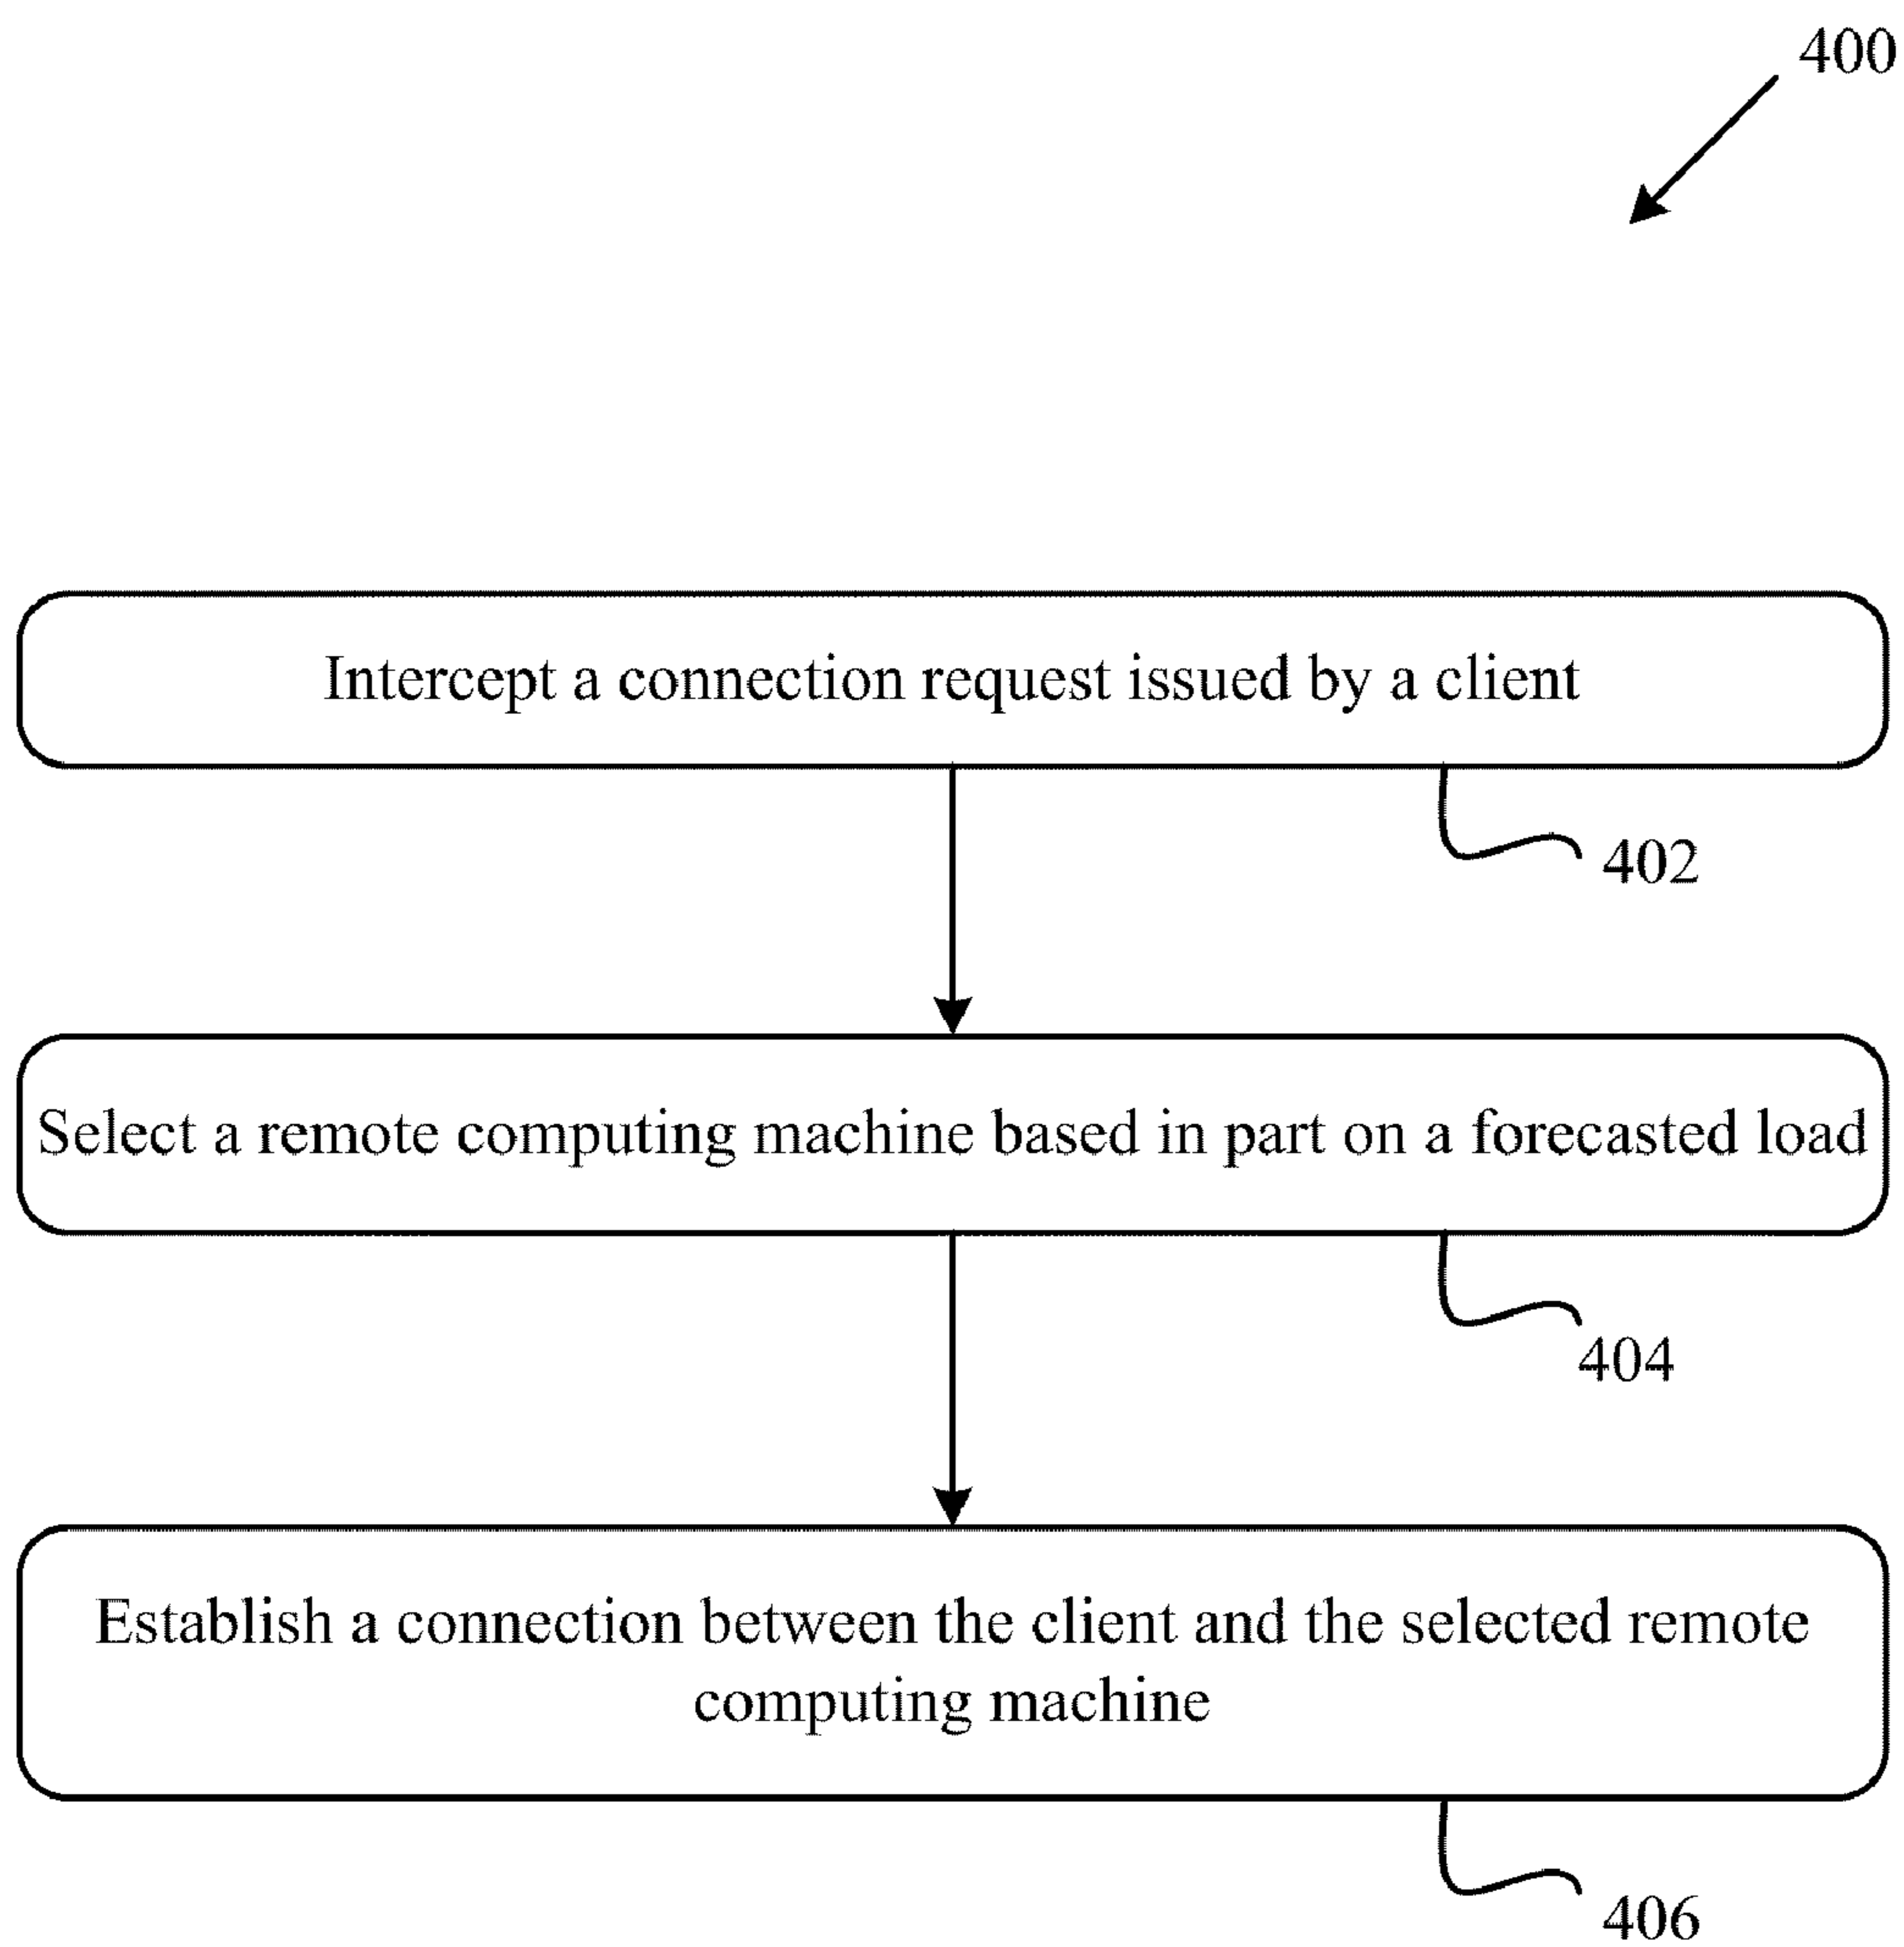 400
Intercept a connection request issued by a client
402
Select a remote computing machine based in part on a forecasted load
404
Establish a connection between the client and the selected remote
computing machine
406